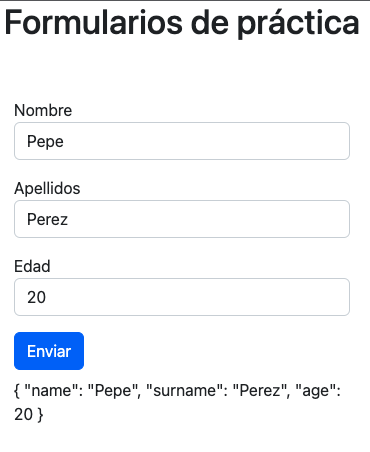 Formularios de práctica
Nombre
Pepe
Apellidos
Perez
Edad
20
Enviar
{ "name": "Pepe", "surname": "Perez", "age":
20 }